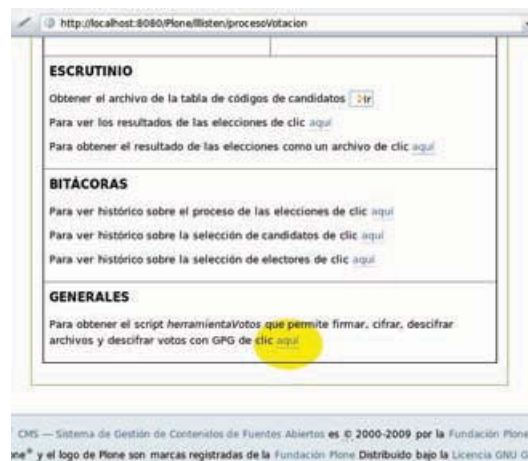 http://localhost:8080/Plone/Illisten/procesoVotacion
ESCRUTINIO
Obtener el archivo de la tabla de códigos de candidatos Ir
Para ver los resultados de las elecciones de clic aquí
Para obtener el resultado de las elecciones como un archivo de clic aquí
BITÁCORAS
Para ver histórico sobre el proceso de las elecciones de clic aquí
Para ver histórico sobre la selección de candidatos de clic aquí
Para ver histórico sobre la selección de electores de clic aquí
GENERALES
Para obtener el script herramientaVotos que permite firmar, cifrar, descifrar
archivos y descifrar votos con GPG de clic aquí
CMS — Sistema de Gestión de Contenidos de Fuentes Abiertos es © 2000-2009 por la Fundación Plone
one® y el logo de Plone son marcas registradas de la Fundación Plone Distribuido bajo la Licencia GNU G